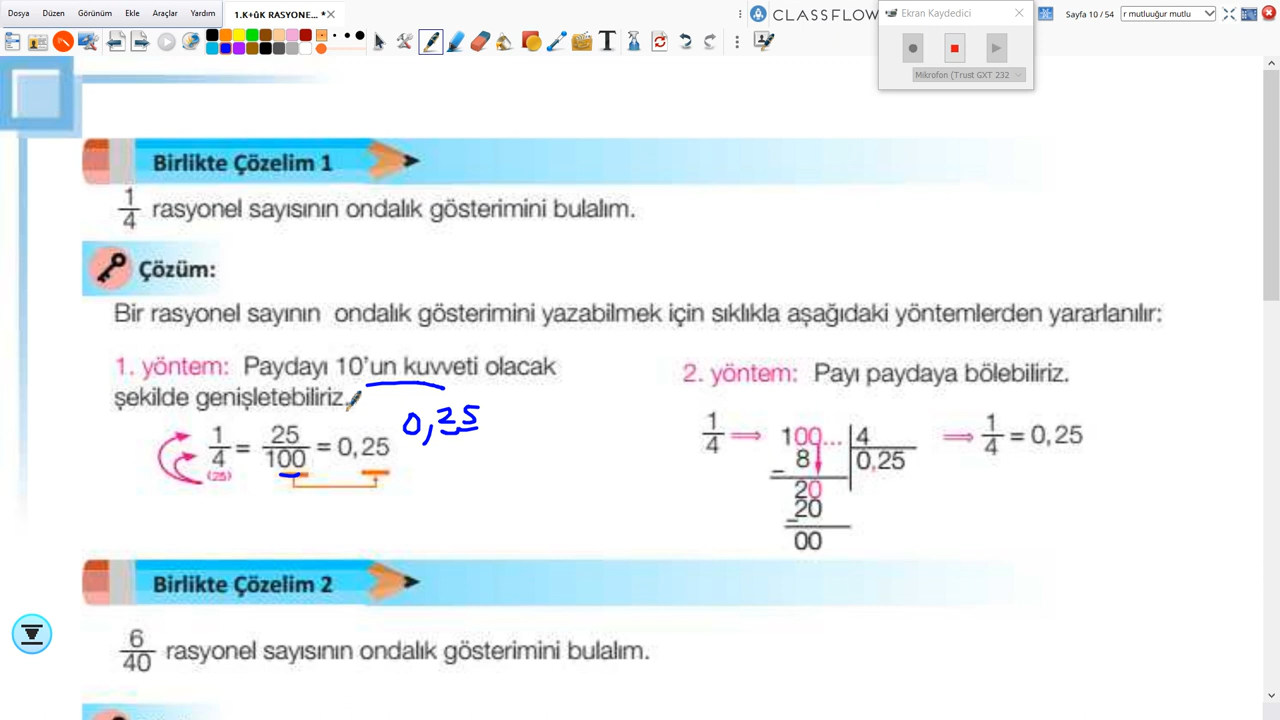 Dosya Düzen Görünüm Ekle Araçlar Yardım 1.K+ûK RASYONE... * CLASSFLOW Ekran Kaydedici Sayfa 10 / 54 r mutluuğur mutlu
Mikrofon (Trust GXT 232
Birlikte Çözelim 1
1/4 rasyonel sayısının ondalık gösterimini bulalım.
Çözüm:
Bir rasyonel sayının ondalık gösterimini yazabilmek için sıklıkla aşağıdaki yöntemlerden yararlanılır:
1. yöntem: Paydayı 10'un kuvveti olacak
şekilde genişletebiliriz.
0,25
1/4 = 25/100 = 0,25
(25)
2. yöntem: Payı paydaya bölebiliriz.
1/4 ⟹ 100... 4 ⟹ 1/4 = 0,25
- 8 0,25
20
- 20
00
Birlikte Çözelim 2
6/40 rasyonel sayısının ondalık gösterimini bulalım.